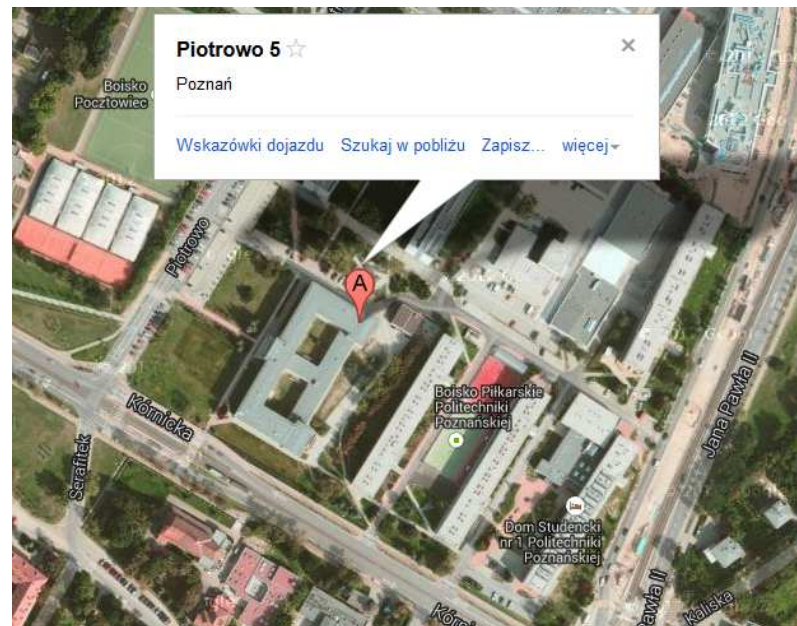 Piotrowo 5
Poznań
Wskazówki dojazdu Szukaj w pobliżu Zapisz... więcej
Boisko
Pocztowiec
Piotrowo
A
Kórnicka
Serafitek
Boisko Piłkarskie
Politechniki
Poznańskiej
Jana Pawła II
Dom Studencki
nr 1 Politechniki
Poznańskiej
Pawła II
Kaliska